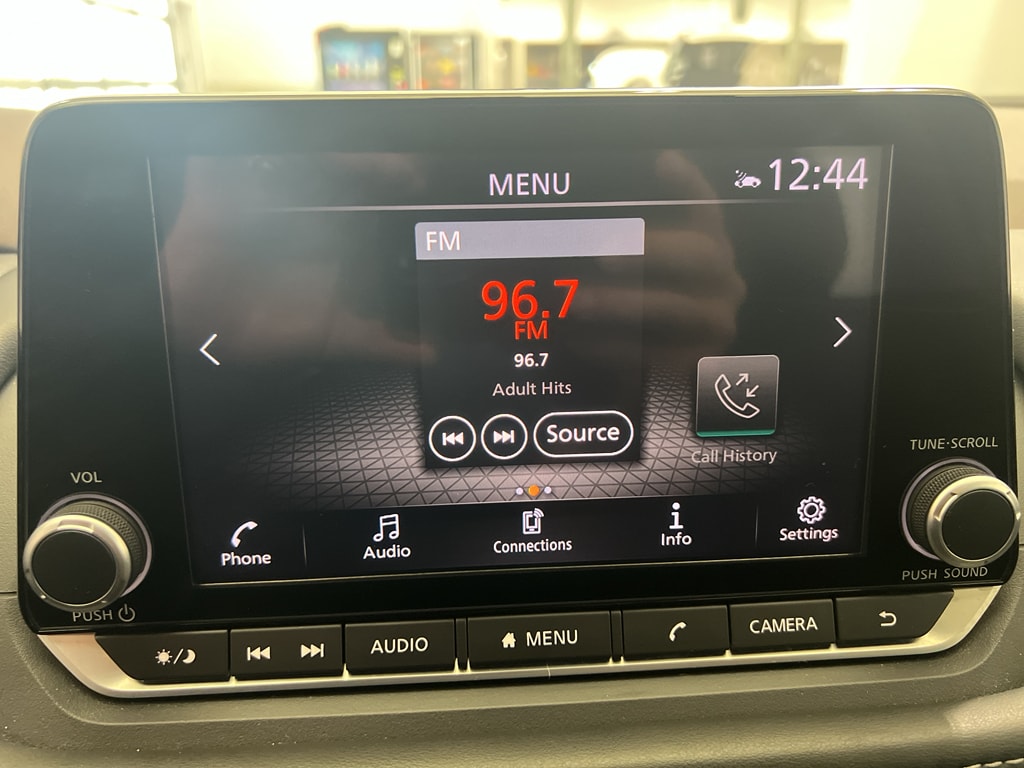 MENU
12:44
FM
96.7
FM
96.7
Adult Hits
Source
Call History
VOL
TUNE·SCROLL
Phone
Audio
Connections
Info
Settings
PUSH
PUSH SOUND
AUDIO
MENU
CAMERA